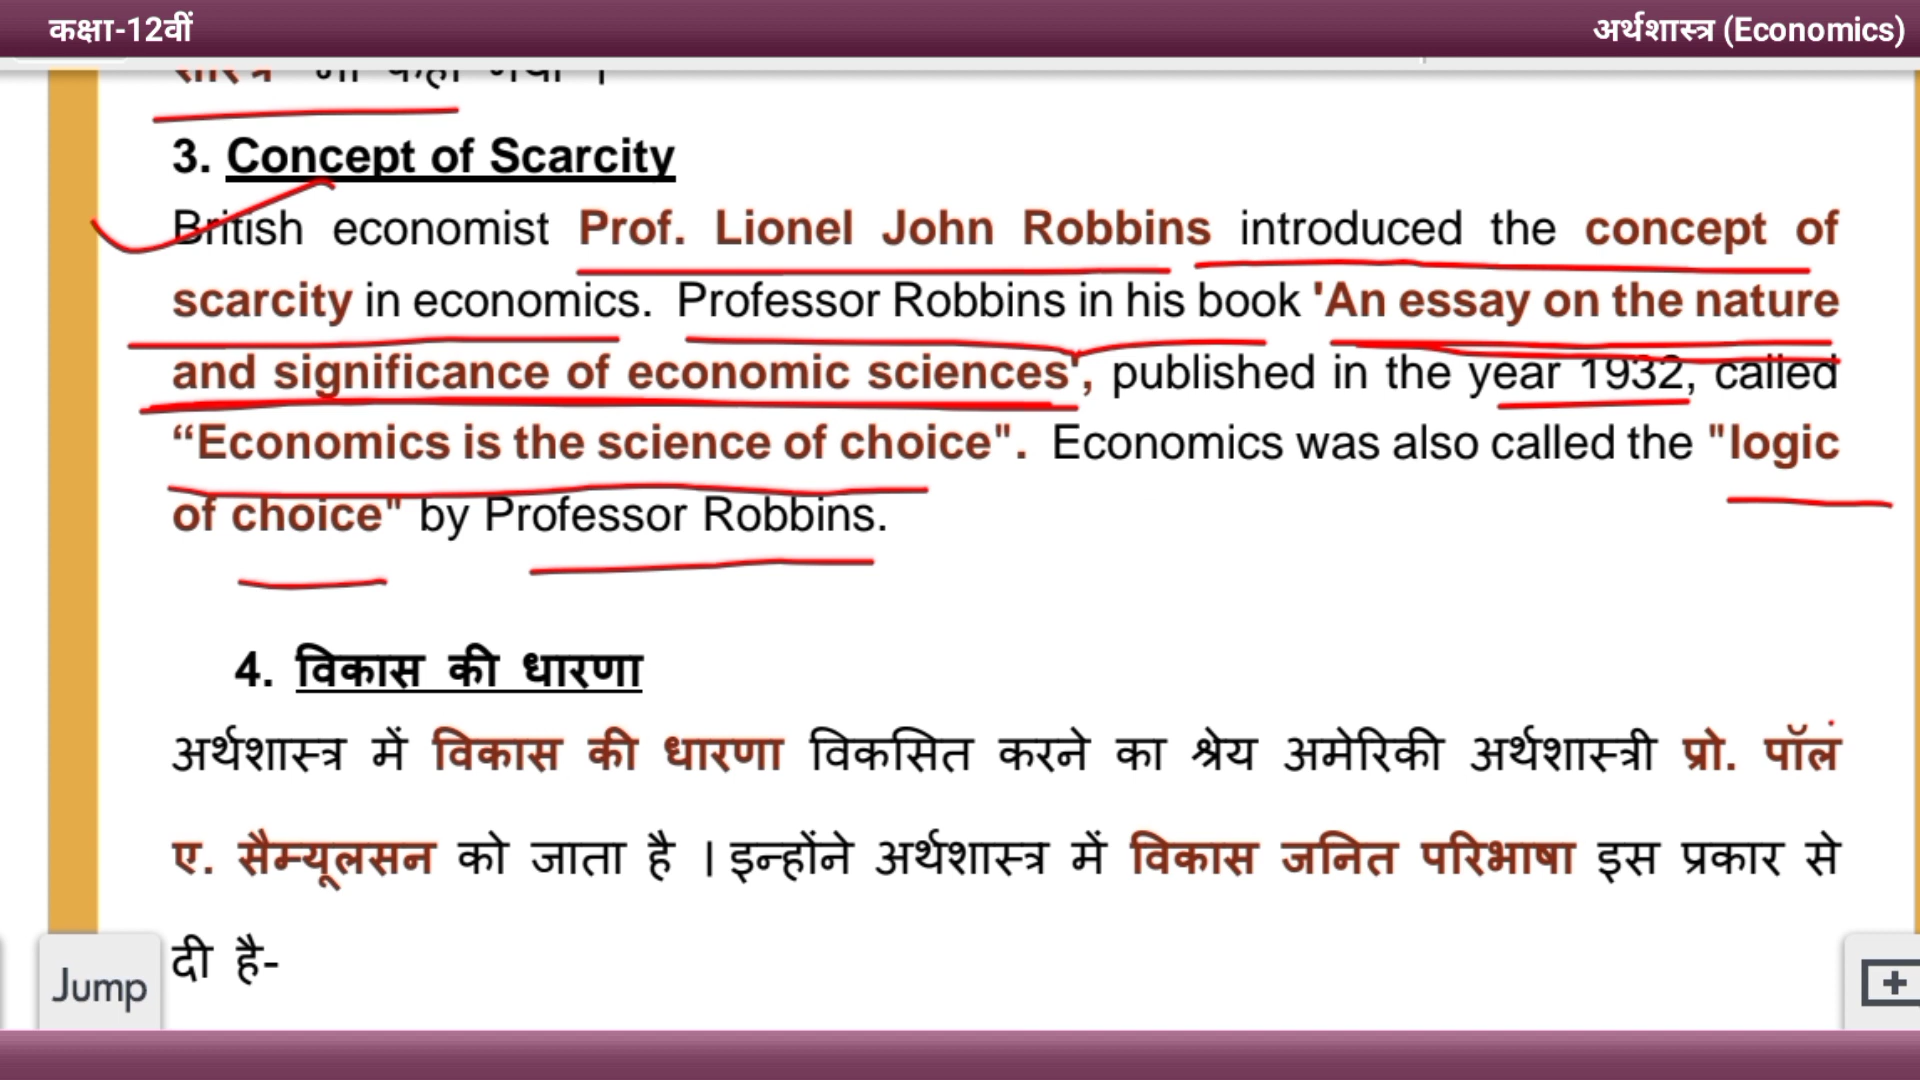 कक्षा-12वीं
अर्थशास्त्र (Economics)
3. Concept of Scarcity
British economist Prof. Lionel John Robbins introduced the concept of
scarcity in economics. Professor Robbins in his book 'An essay on the nature
and significance of economic sciences', published in the year 1932, called
“Economics is the science of choice". Economics was also called the "logic
of choice" by Professor Robbins.
4. विकास की धारणा
अर्थशास्त्र में विकास की धारणा विकसित करने का श्रेय अमेरिकी अर्थशास्त्री प्रो. पॉल
ए. सैम्यूलसन को जाता है । इन्होंने अर्थशास्त्र में विकास जनित परिभाषा इस प्रकार से
दी है-
Jump